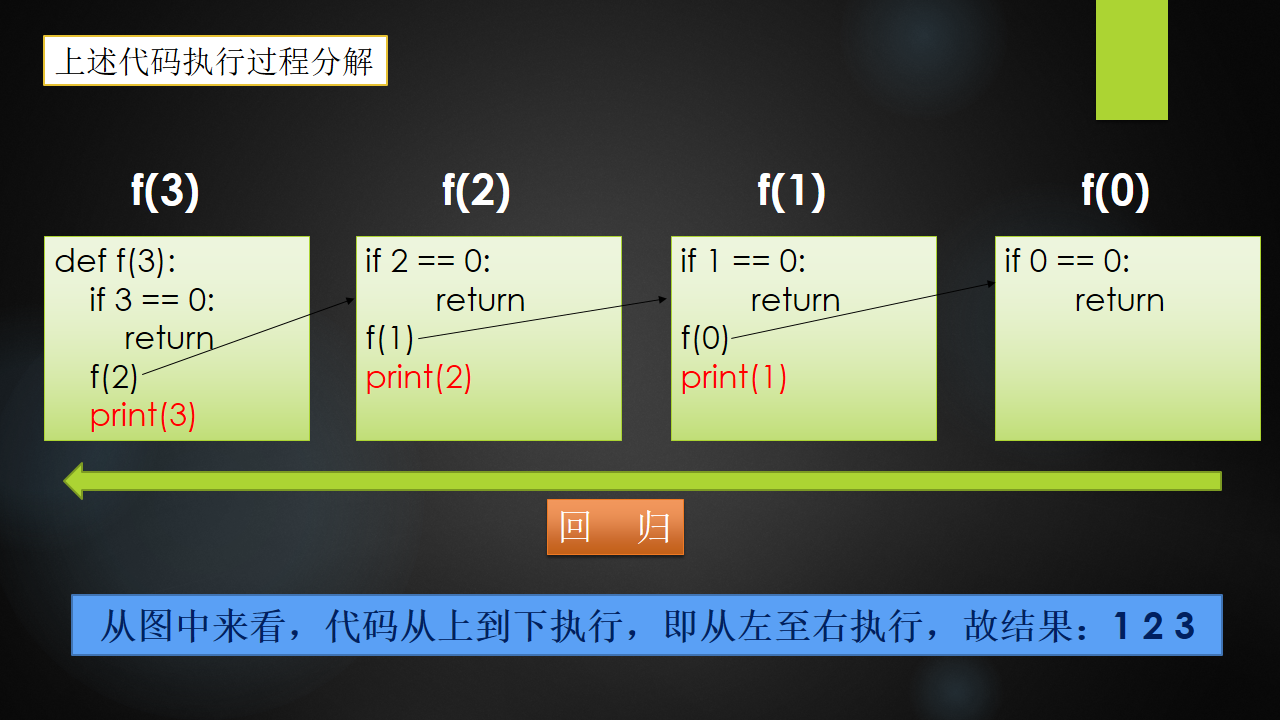 上述代码执行过程分解
f(3)
f(2)
f(1)
f(0)
def f(3):
if 3 == 0:
return
f(2)
print(3)
if 2 == 0:
return
f(1)
print(2)
if 1 == 0:
return
f(0)
print(1)
if 0 == 0:
return
回 归
从图中来看，代码从上到下执行，即从左至右执行，故结果：1 2 3